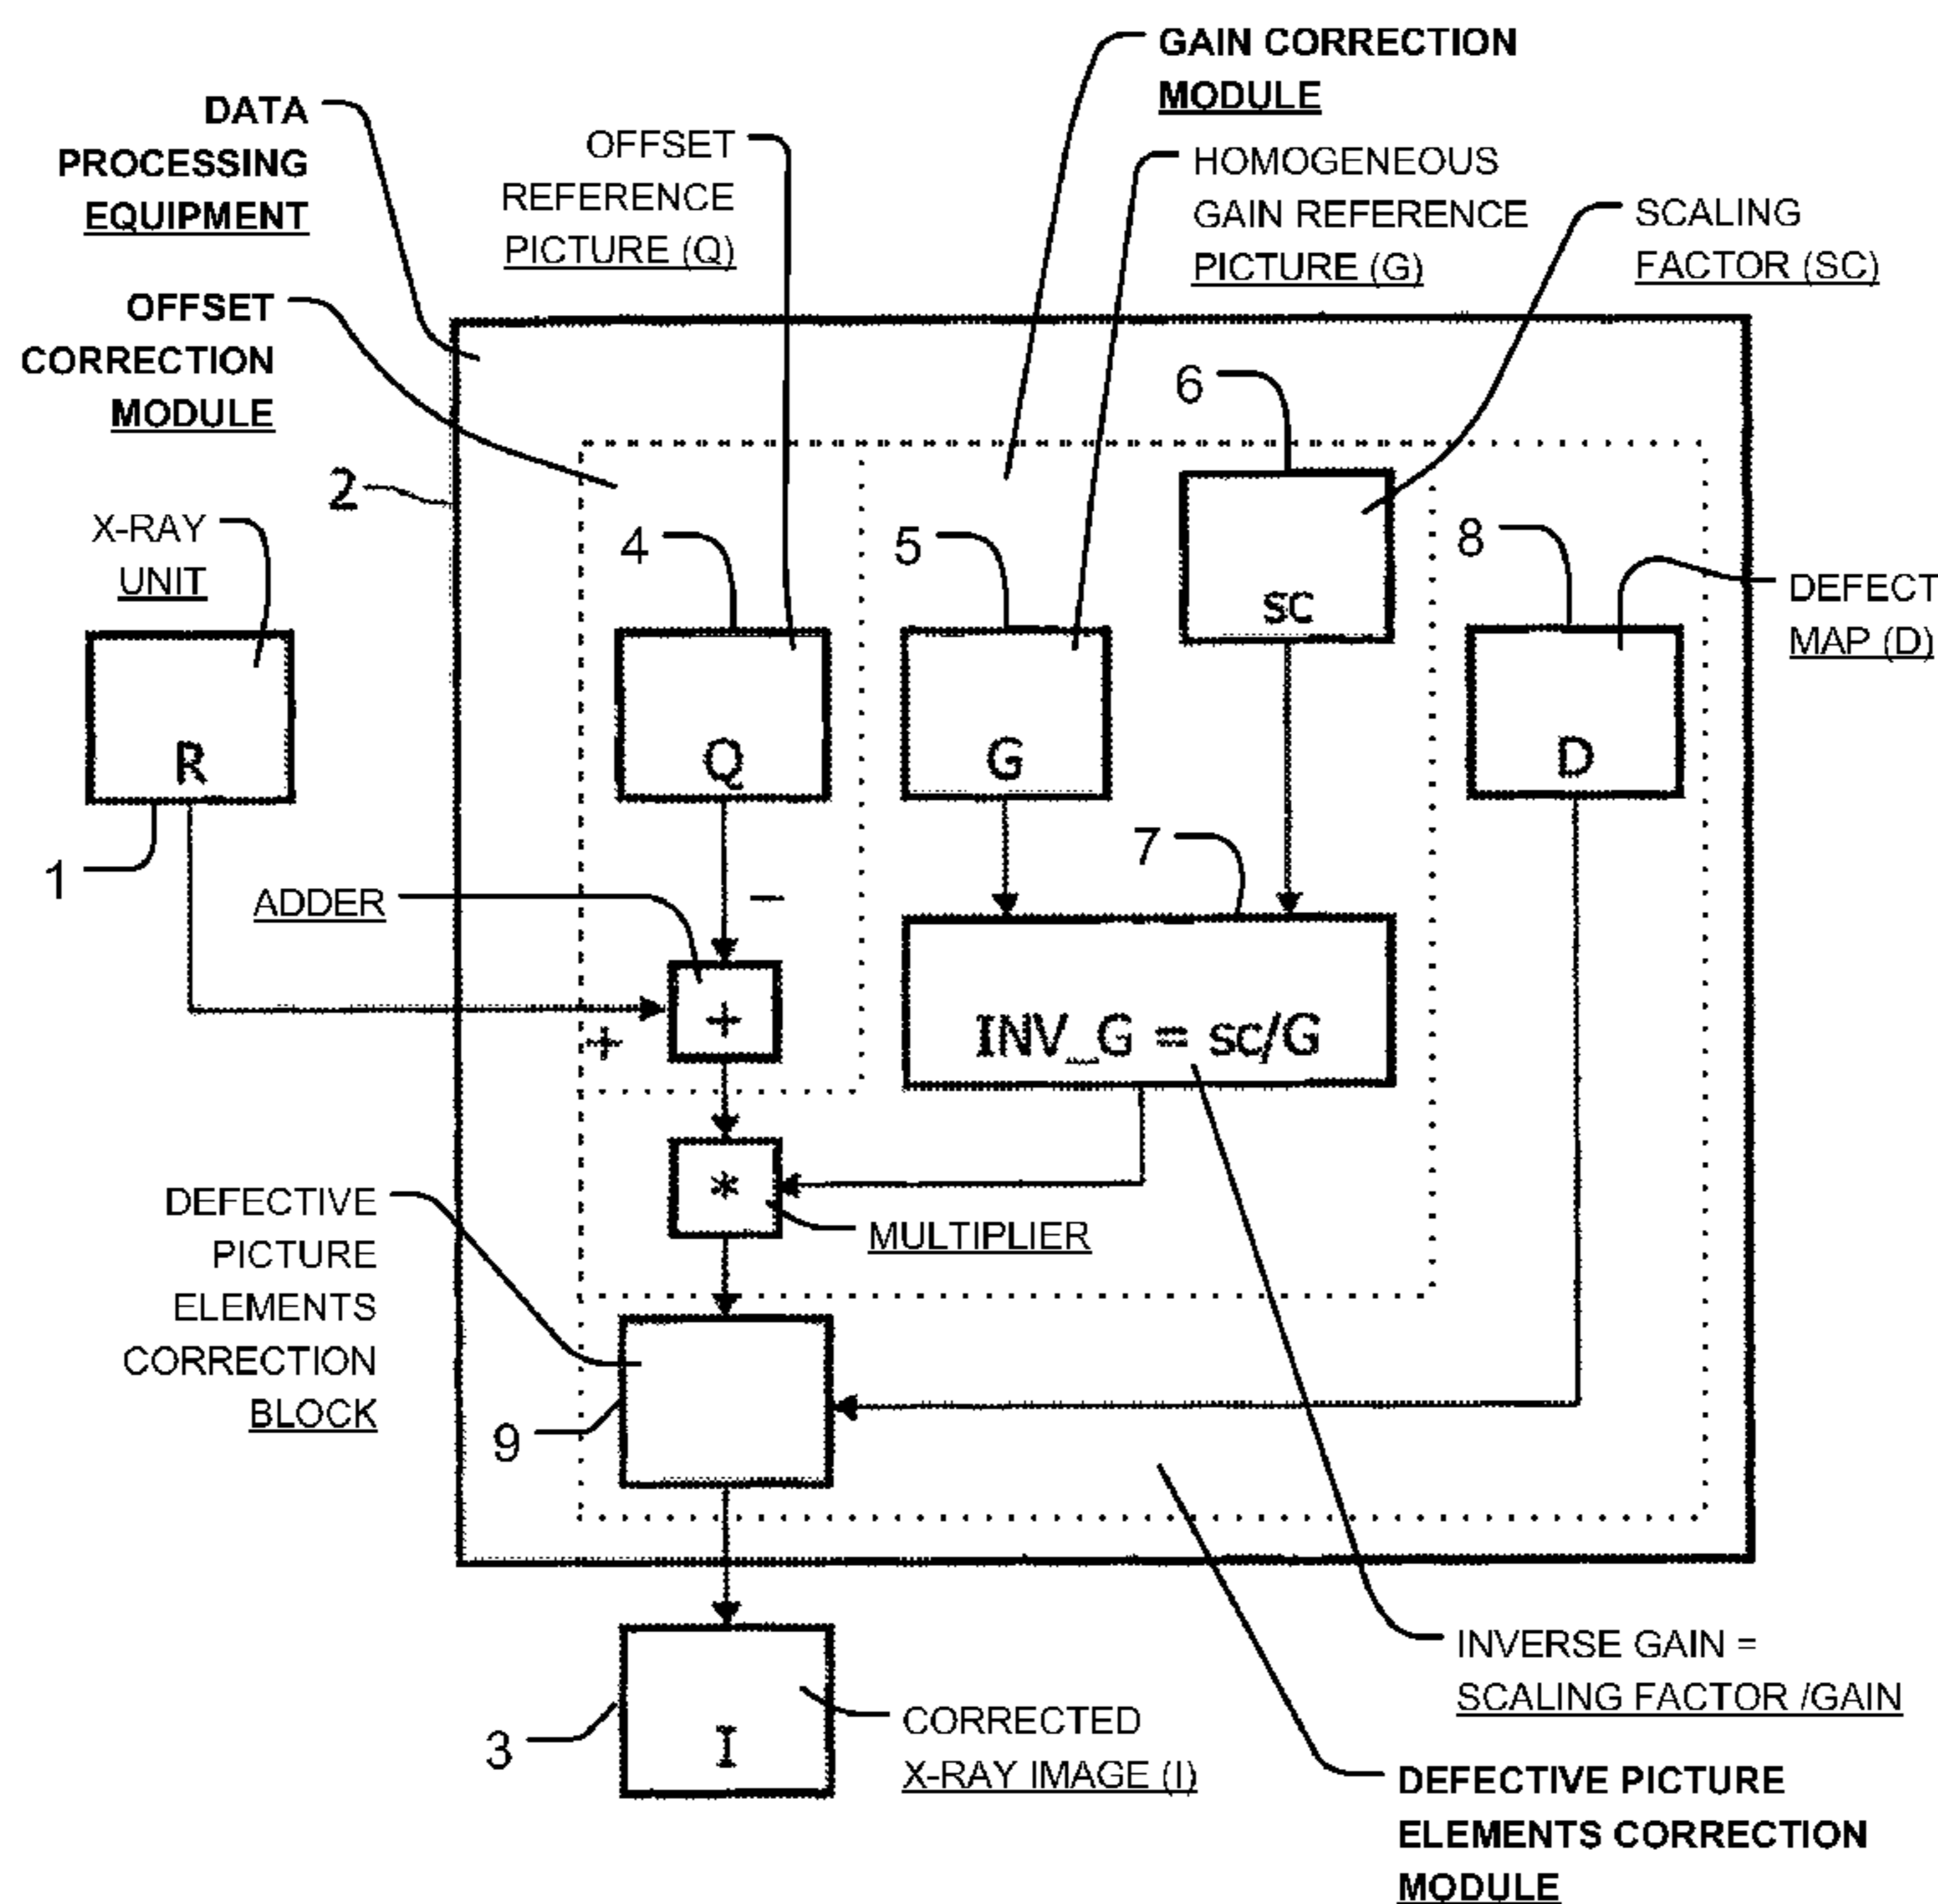 GAIN CORRECTION
MODULE
DATA
PROCESSING
EQUIPMENT
OFFSET
REFERENCE
PICTURE (Q)
HOMOGENEOUS
GAIN REFERENCE
PICTURE (G)
SCALING
FACTOR (SC)
OFFSET
CORRECTION
MODULE
6
2
X-RAY
UNIT
4
5
8
SC
DEFECT
MAP (D)
R
Q
G
D
1
7
ADDER
−
+
+
INV_G = SC/G
*
MULTIPLIER
DEFECTIVE
PICTURE
ELEMENTS
CORRECTION
BLOCK
9
INVERSE GAIN =
SCALING FACTOR /GAIN
3
I
CORRECTED
X-RAY IMAGE (I)
DEFECTIVE PICTURE
ELEMENTS CORRECTION
MODULE